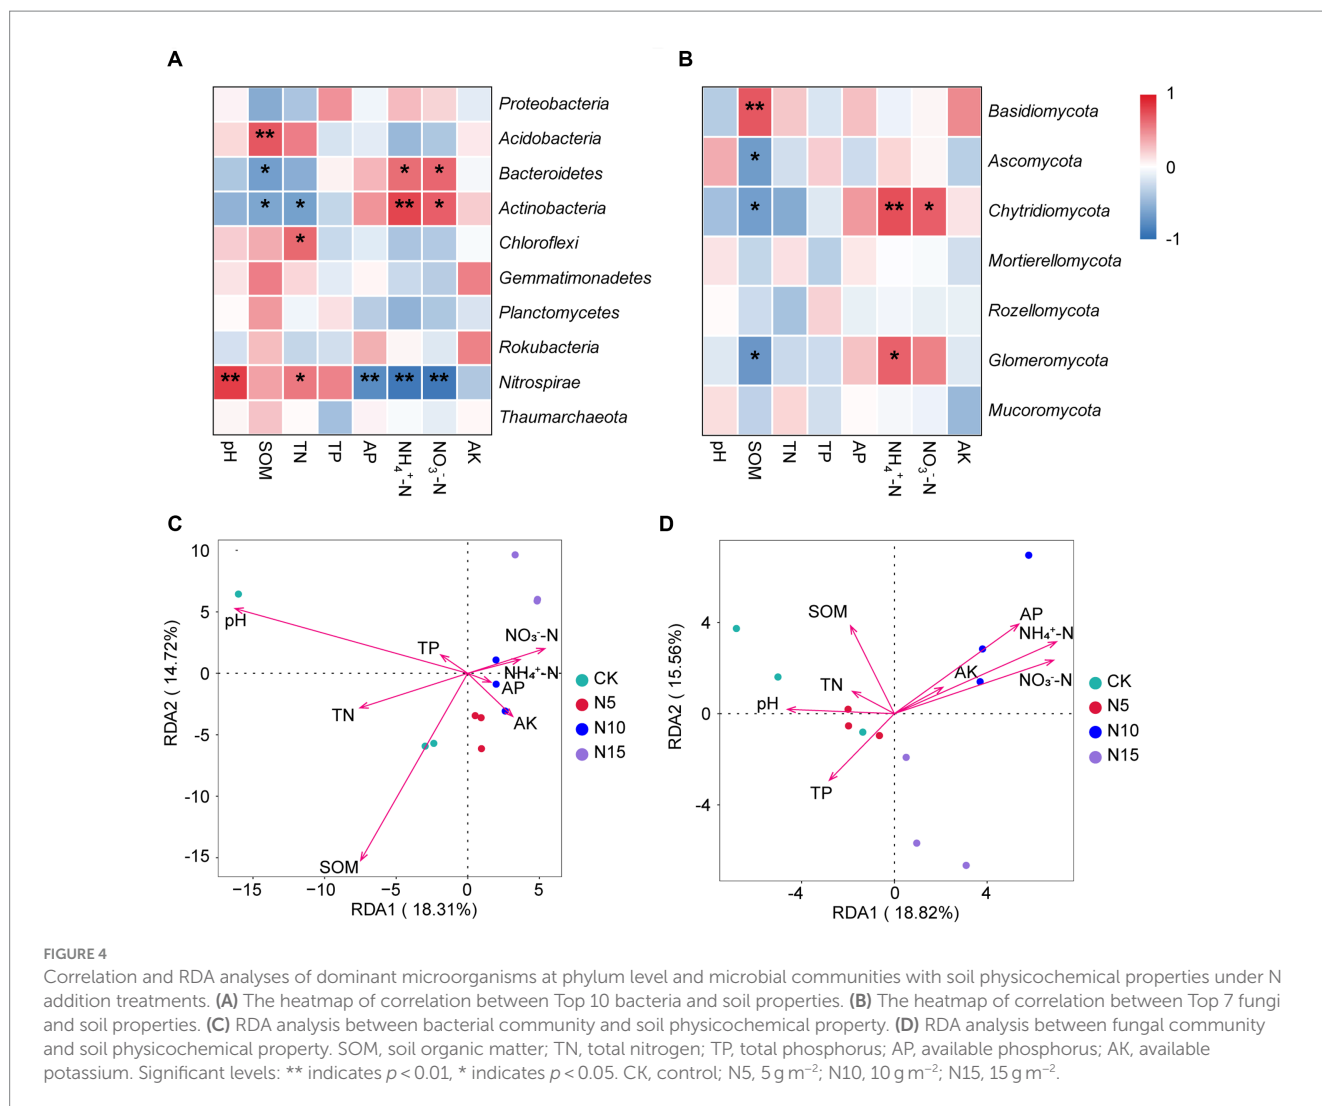 A
B
Proteobacteria
Acidobacteria
Bacteroidetes
Actinobacteria
Chloroflexi
Gemmatimonadetes
Planctomycetes
Rokubacteria
Nitrospirae
Thaumarchaeota
**
*
* *
* * ** *
*
** * ** ** **
pH SOM TN TP AP NH₄⁺-N NO₃⁻-N AK
Basidiomycota
Ascomycota
Chytridiomycota
Mortierellomycota
Rozellomycota
Glomeromycota
Mucoromycota
**
*
* ** *
* *
pH SOM TN TP AP NH₄⁺-N NO₃⁻-N AK
1
0
-1
C
RDA2 ( 14.72%)
10
5
0
−5
−10
−15
pH
TP
TN
SOM
NO₃⁻-N
NH₄⁺-N
AP
AK
−15 −10 −5 0 5
RDA1 ( 18.31%)
CK
N5
N10
N15
D
RDA2 ( 15.56%)
4
0
-4
SOM
TN
pH
TP
AP
NH₄⁺-N
AK
NO₃⁻-N
-4 0 4
RDA1 ( 18.82%)
CK
N5
N10
N15
FIGURE 4
Correlation and RDA analyses of dominant microorganisms at phylum level and microbial communities with soil physicochemical properties under N
addition treatments. (A) The heatmap of correlation between Top 10 bacteria and soil properties. (B) The heatmap of correlation between Top 7 fungi
and soil properties. (C) RDA analysis between bacterial community and soil physicochemical property. (D) RDA analysis between fungal community
and soil physicochemical property. SOM, soil organic matter; TN, total nitrogen; TP, total phosphorus; AP, available phosphorus; AK, available
potassium. Significant levels: ** indicates p < 0.01, * indicates p < 0.05. CK, control; N5, 5 g m⁻²; N10, 10 g m⁻²; N15, 15 g m⁻².